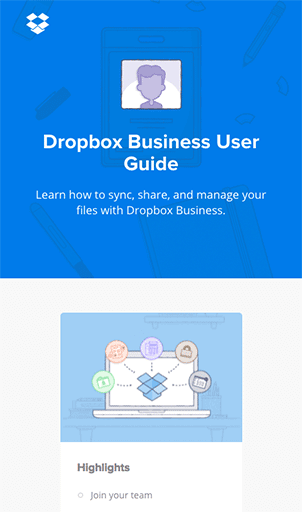 Dropbox Business User
Guide
Learn how to sync, share, and manage your
files with Dropbox Business.
Highlights
Join your team